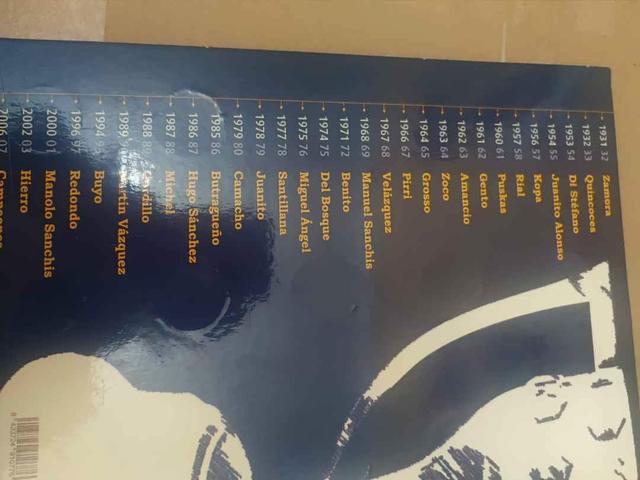 1931 32 Zamora
1932 33 Quincoces
1953 54 Di Stéfano
1954 55 Juanito Alonso
1956 57 Kopa
1957 58 Rial
1960 61 Puskas
1961 62 Gento
1962 63 Amancio
1963 64 Zoco
1964 65 Grosso
1966 67 Pirri
1967 68 Velázquez
1968 69 Manuel Sanchis
1971 72 Benito
1974 75 Del Bosque
1975 76 Miguel Ángel
1977 78 Santillana
1978 79 Juanito
1979 80 Camacho
1985 86 Butragueño
1986 87 Hugo Sánchez
1987 88 Michel
1988 Gordillo
1989 Martín Vázquez
1994 Buyo
1996 Redondo
2000 01 Manolo Sanchis
2002 03 Hierro
2006 07